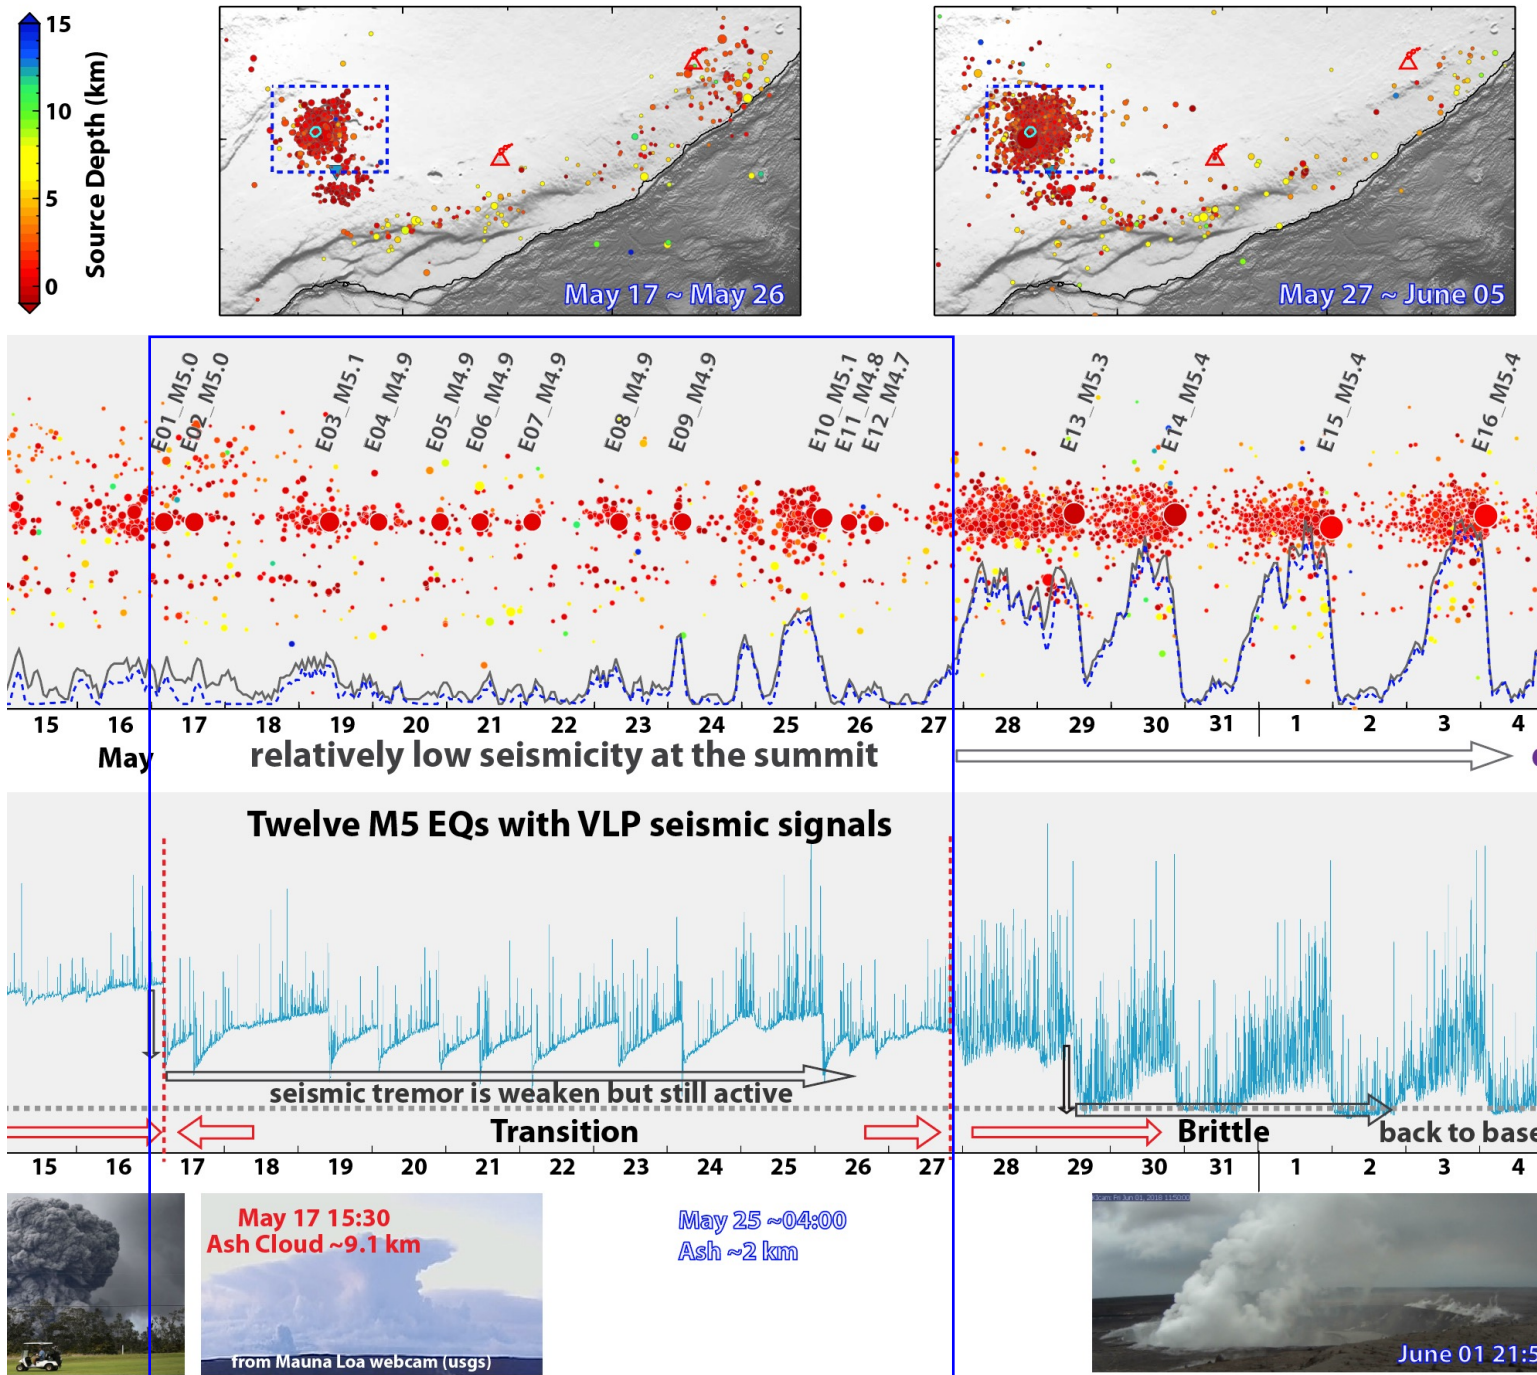 15
10
5
0
Source Depth (km)
May 17 ~ May 26
May 27 ~ June 05
E01_M5.0
E02_M5.0
E03_M5.1
E04_M4.9
E05_M4.9
E06_M4.9
E07_M4.9
E08_M4.9
E09_M4.9
E10_M5.1
E11_M4.8
E12_M4.7
E13_M5.3
E14_M5.4
E15_M5.4
E16_M5.4
15 16 17 18 19 20 21 22 23 24 25 26 27 28 29 30 31 1 2 3 4
May
relatively low seismicity at the summit
Twelve M5 EQs with VLP seismic signals
seismic tremor is weaken but still active
Transition
Brittle
back to base
15 16 17 18 19 20 21 22 23 24 25 26 27 28 29 30 31 1 2 3 4
May 17 15:30
Ash Cloud ~9.1 km
from Mauna Loa webcam (usgs)
May 25 ~04:00
Ash ~2 km
Fri Jun 01, 2018 11:50:00
June 01 21:5